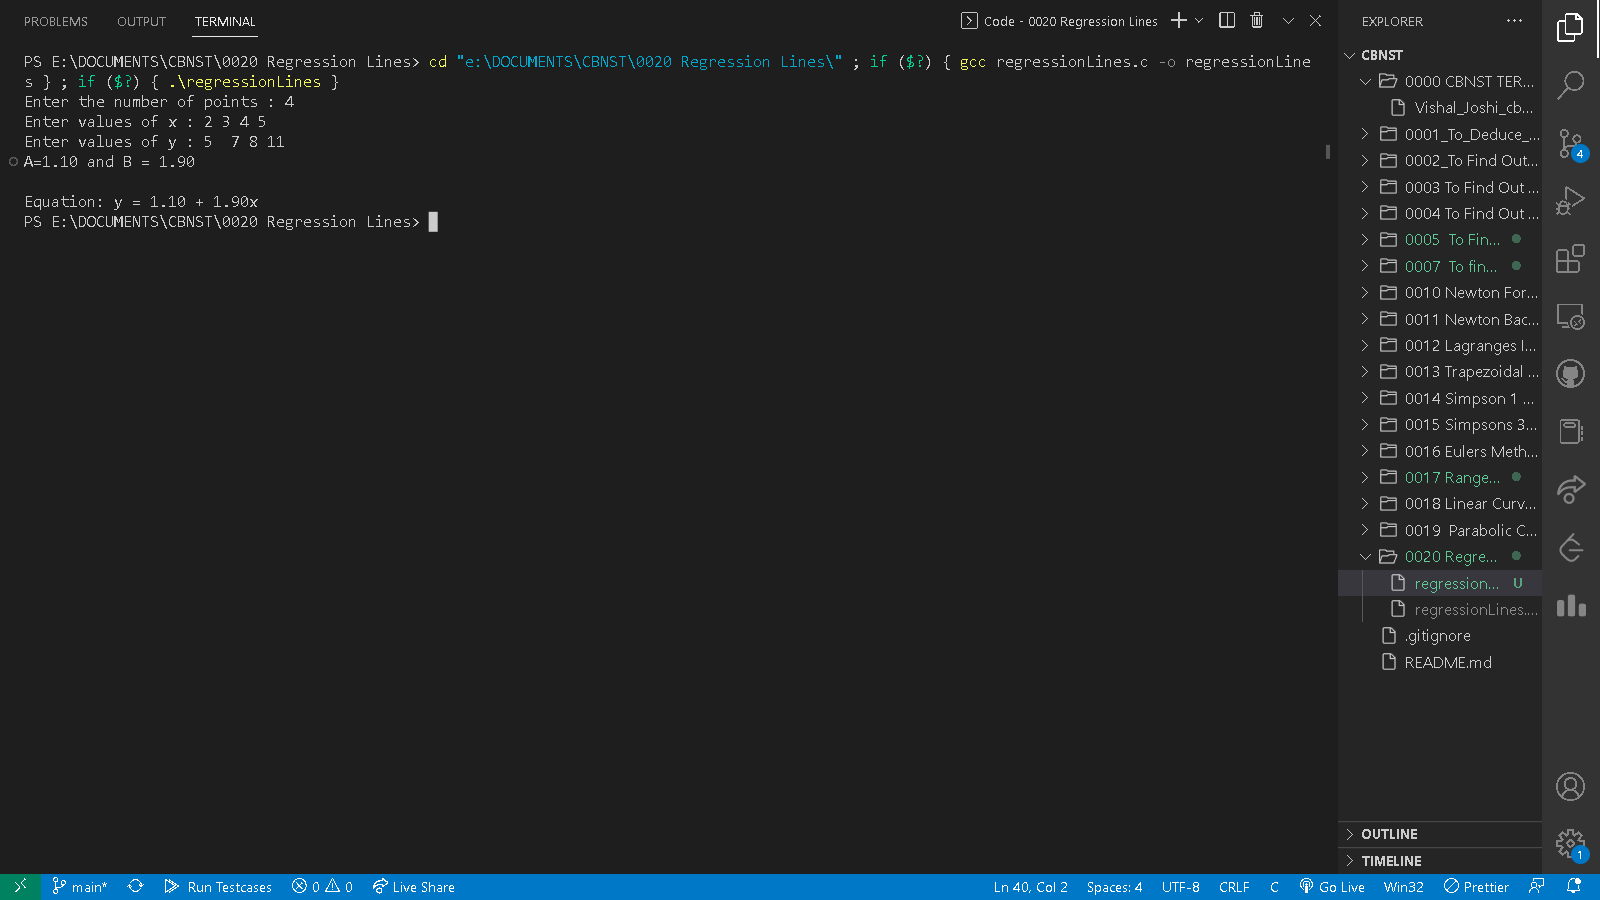 PROBLEMS OUTPUT TERMINAL
Code - 0020 Regression Lines
PS E:\DOCUMENTS\CBNST\0020 Regression Lines> cd "e:\DOCUMENTS\CBNST\0020 Regression Lines\" ; if ($?) { gcc regressionLines.c -o regressionLine
s } ; if ($?) { .\regressionLines }
Enter the number of points : 4
Enter values of x : 2 3 4 5
Enter values of y : 5  7 8 11
A=1.10 and B = 1.90
Equation: y = 1.10 + 1.90x
PS E:\DOCUMENTS\CBNST\0020 Regression Lines>
EXPLORER
CBNST
0000 CBNST TER...
Vishal_Joshi_cb...
0001_To_Deduce_...
0002_To Find Out...
0003 To Find Out ...
0004 To Find Out ...
0005  To Fin...
0007  To fin...
0010 Newton For...
0011 Newton Bac...
0012 Lagranges I...
0013 Trapezoidal ...
0014 Simpson 1 ...
0015 Simpsons 3...
0016 Eulers Meth...
0017 Range...
0018 Linear Curv...
0019  Parabolic C...
0020 Regre...
regression... U
regressionLines....
.gitignore
README.md
OUTLINE
TIMELINE
4
1
main* Run Testcases 0 0 Live Share
Ln 40, Col 2 Spaces: 4 UTF-8 CRLF C Go Live Win32 Prettier